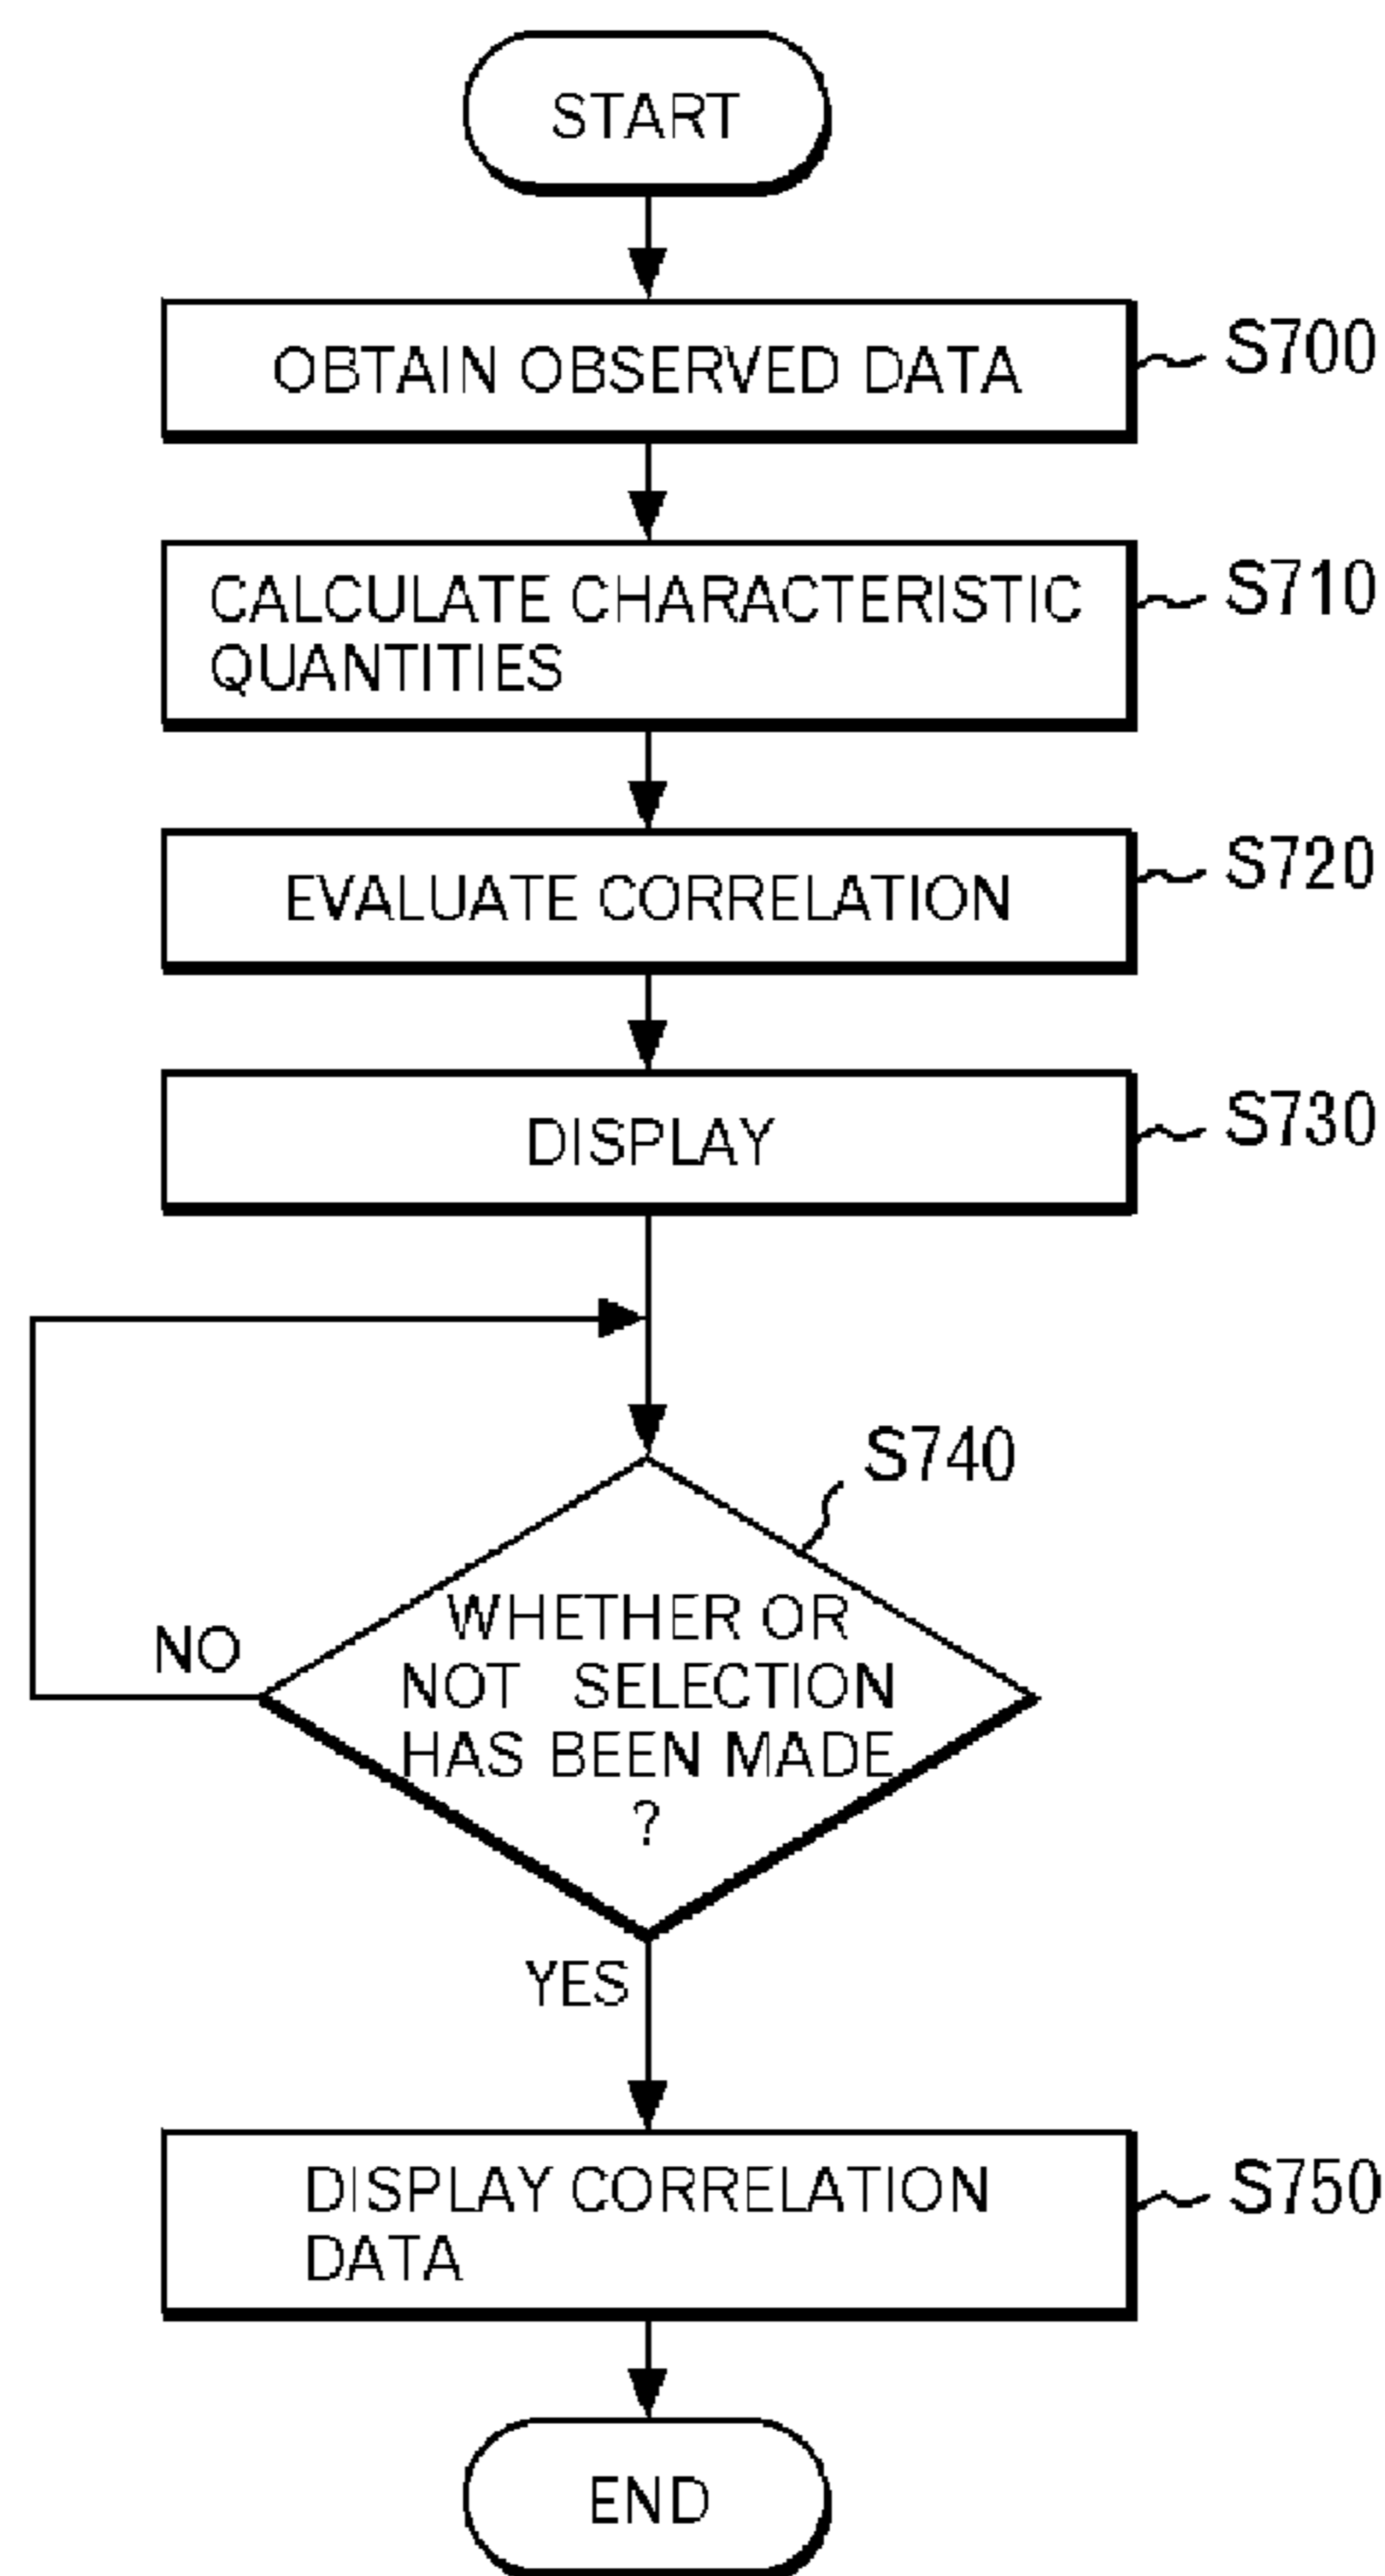 START
OBTAIN OBSERVED DATA
S700
CALCULATE CHARACTERISTIC
QUANTITIES
S710
EVALUATE CORRELATION
S720
DISPLAY
S730
S740
WHETHER OR
NOT SELECTION
HAS BEEN MADE
?
NO
YES
DISPLAY CORRELATION
DATA
S750
END